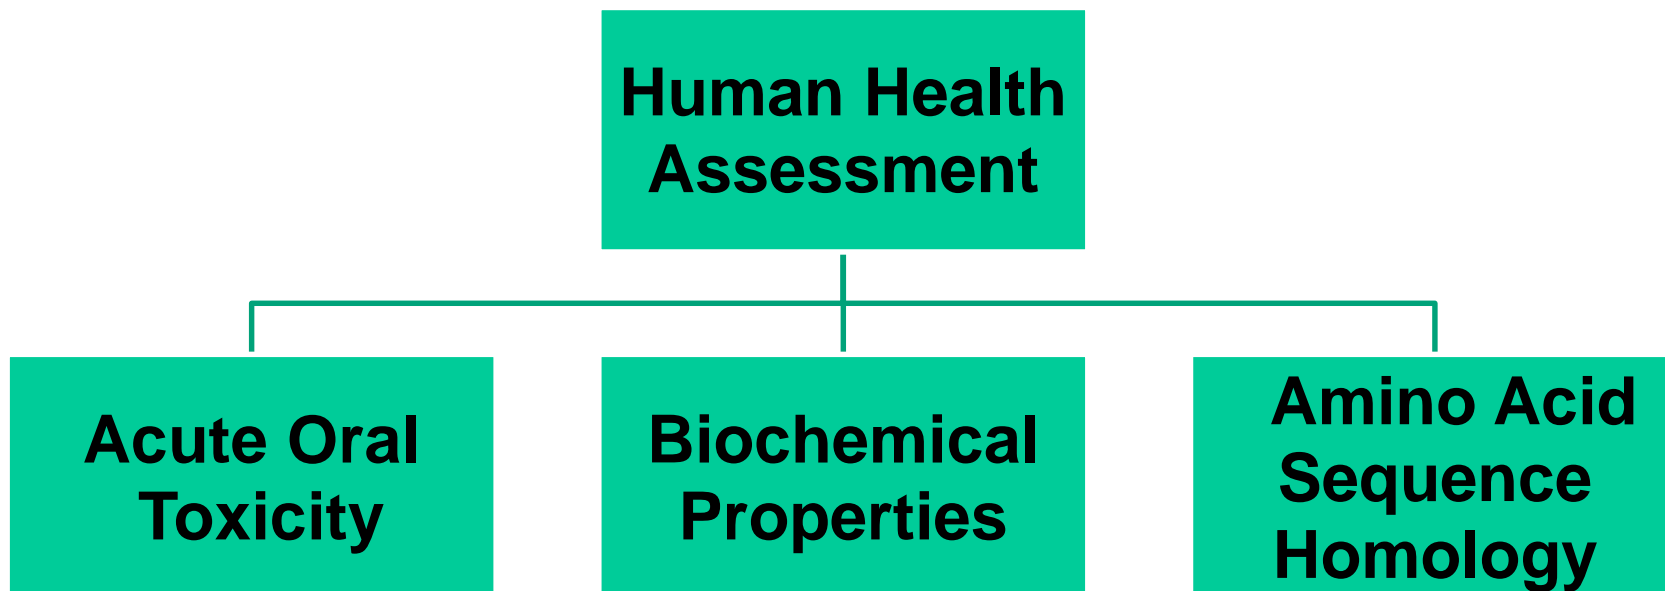 Human Health
Assessment
Acute Oral
Toxicity
Biochemical
Properties
Amino Acid
Sequence
Homology